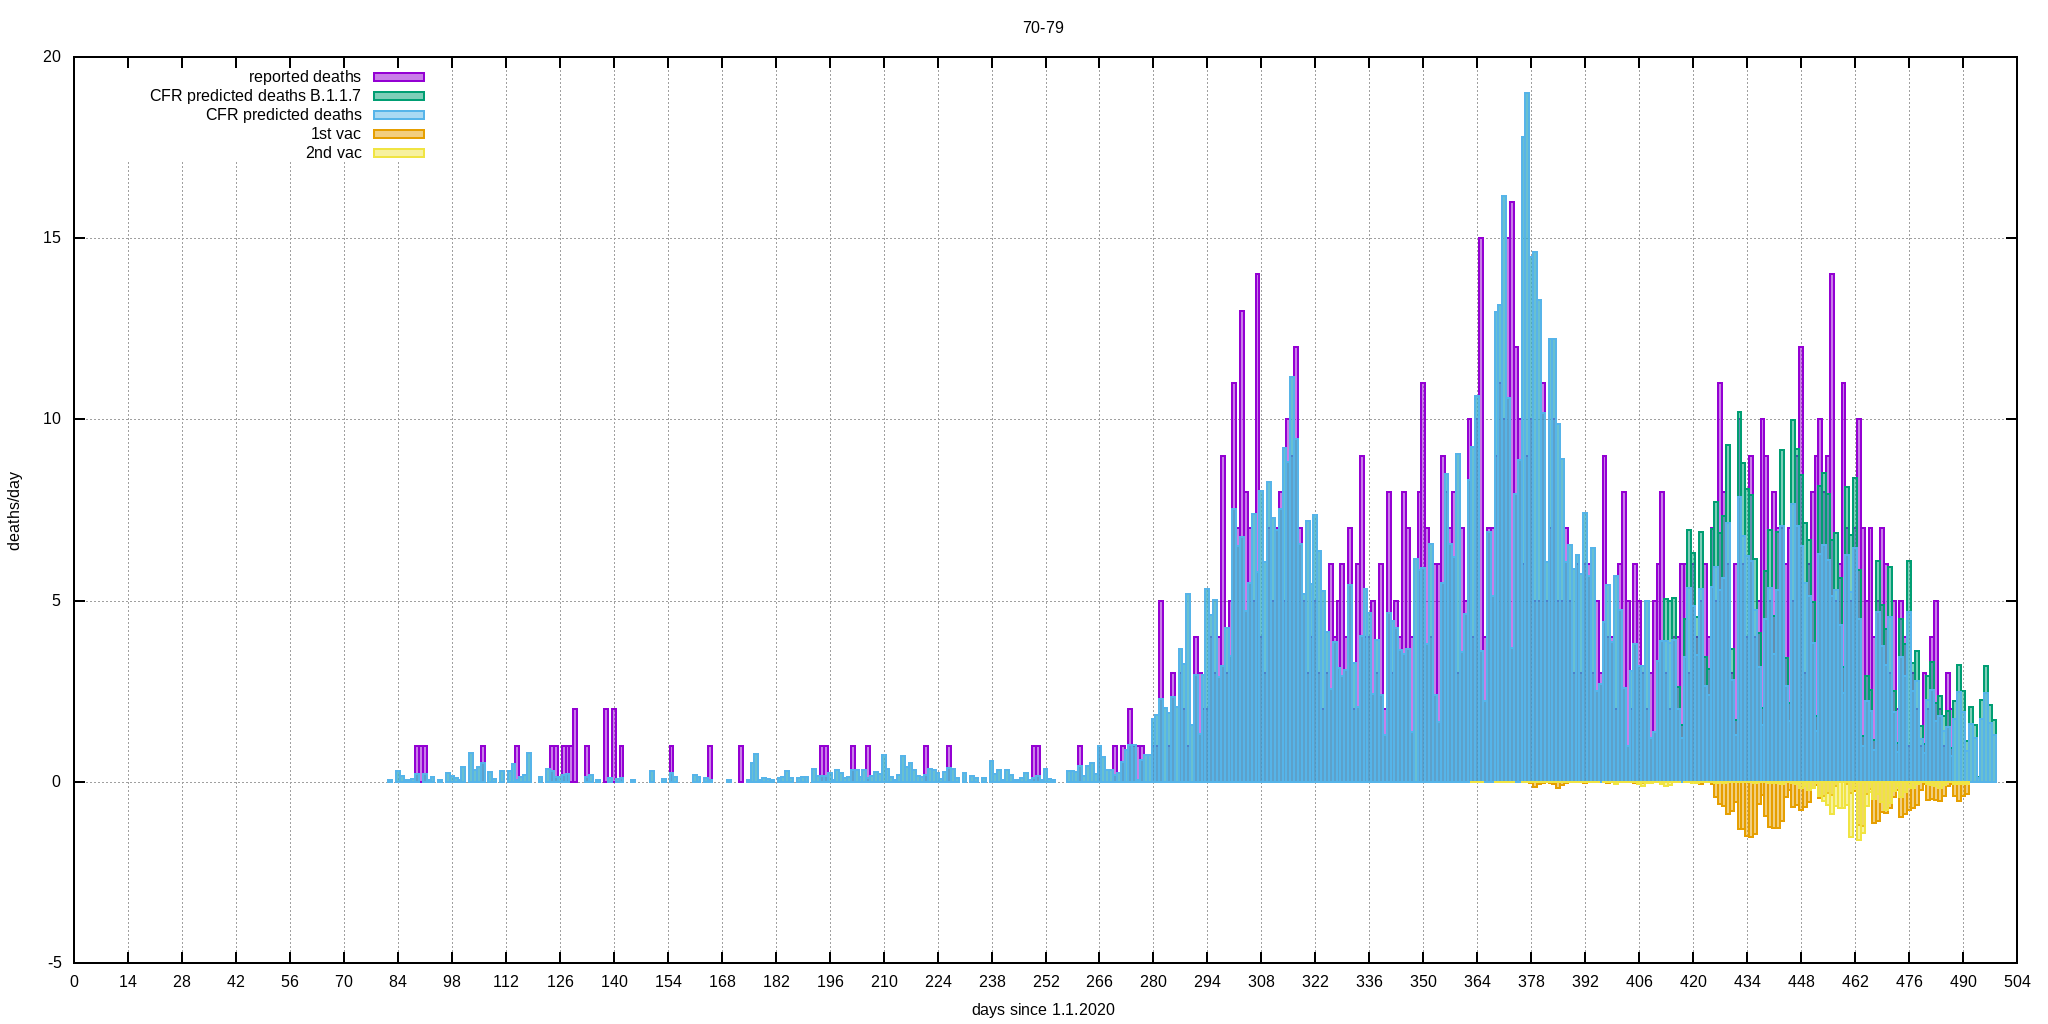 70-79
reported deaths
CFR predicted deaths B.1.1.7
CFR predicted deaths
1st vac
2nd vac
20
15
10
5
0
-5
deaths/day
0 14 28 42 56 70 84 98 112 126 140 154 168 182 196 210 224 238 252 266 280 294 308 322 336 350 364 378 392 406 420 434 448 462 476 490 504
days since 1.1.2020